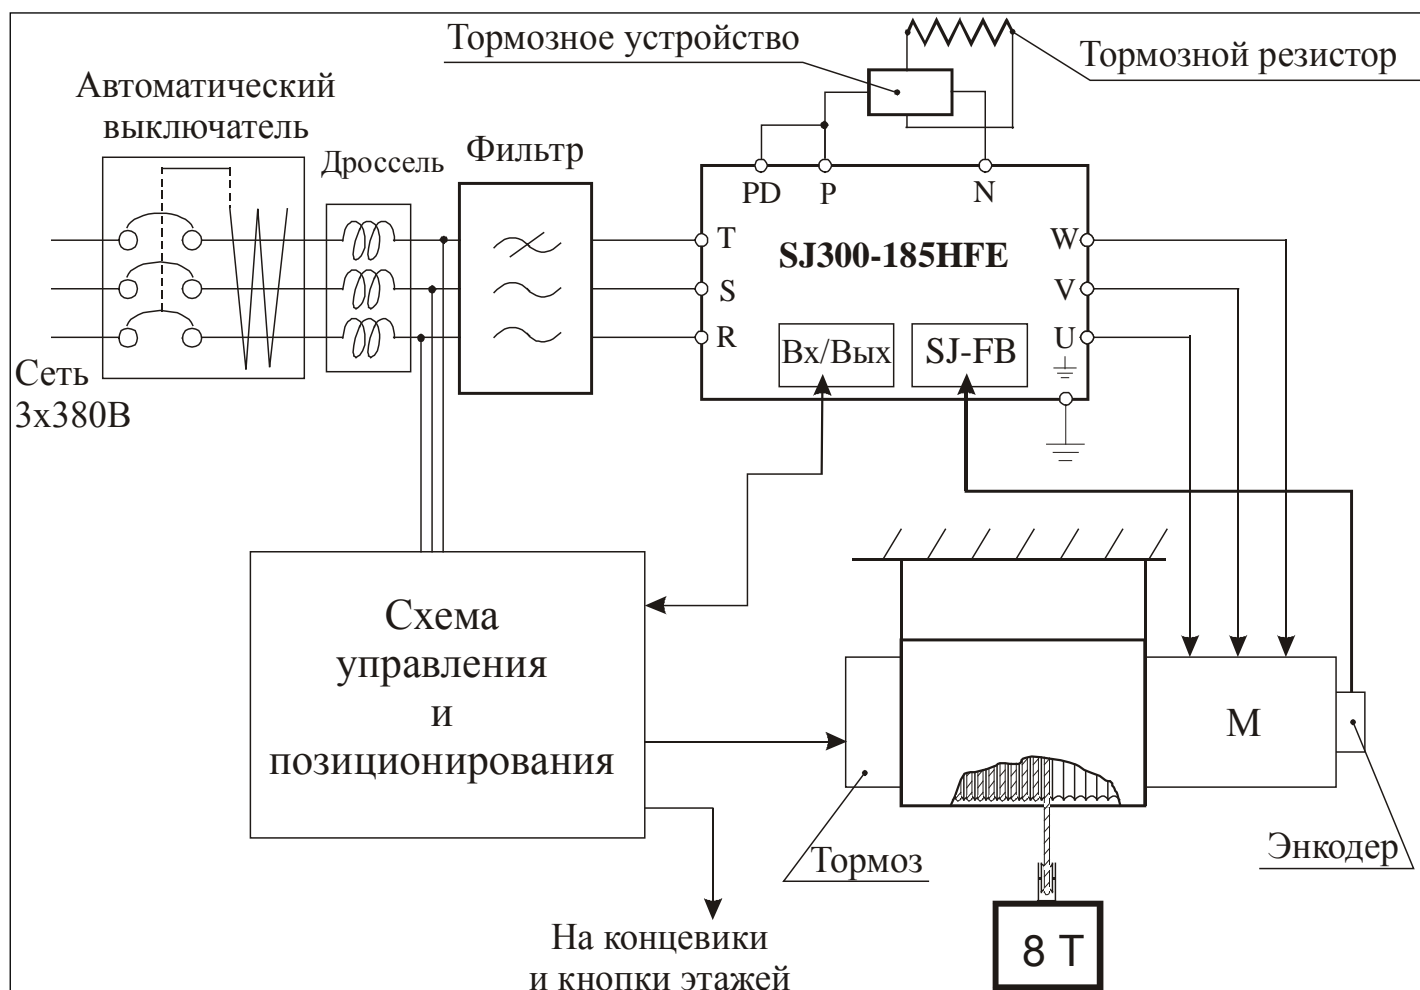 Тормозное устройство
Тормозной резистор
Автоматический
выключатель
Дроссель
Фильтр
PD
P
N
T
S
R
SJ300-185HFE
W
V
U
Вх/Вых
SJ-FB
Сеть
3х380В
Схема
управления
и
позиционирования
М
Тормоз
Энкодер
8 Т
На концевики
и кнопки этажей